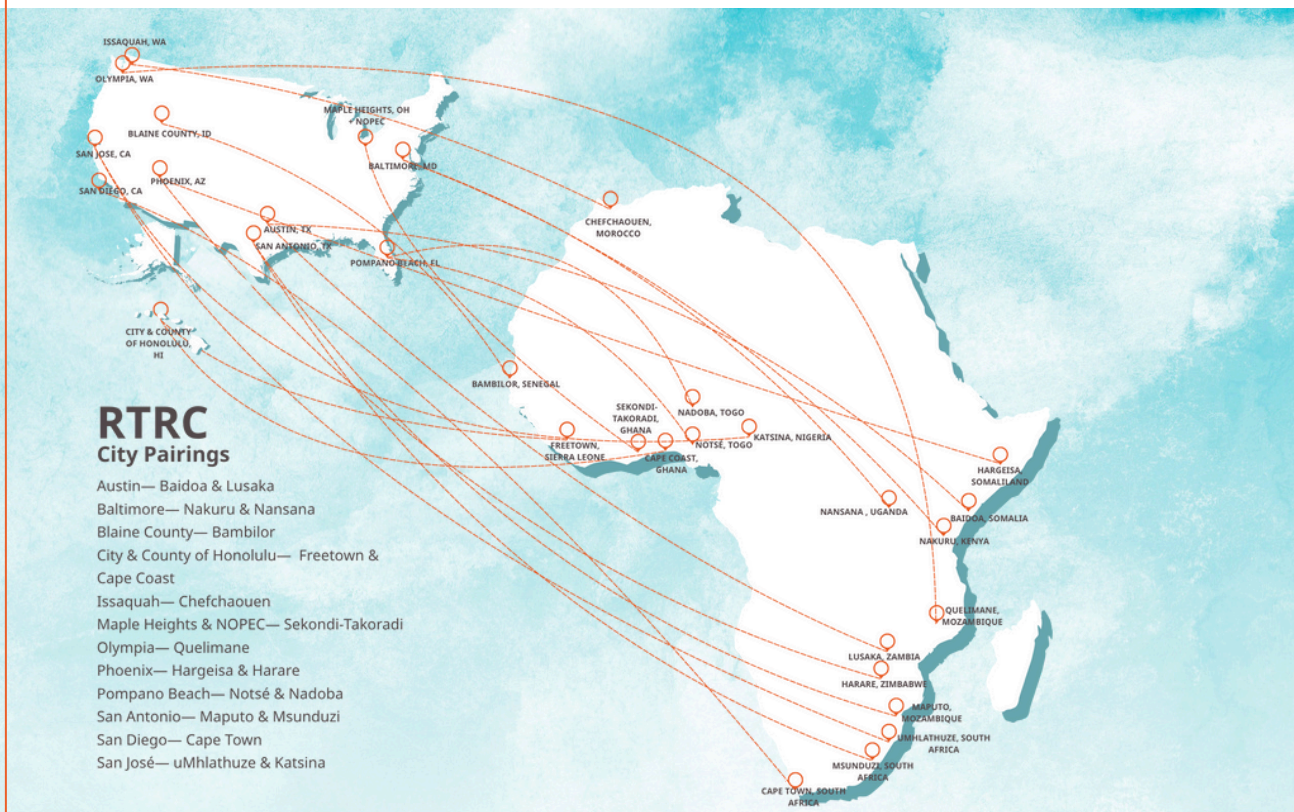 ISSAQUAH, WA
OLYMPIA, WA
MAPLE HEIGHTS, OH
+ NOPEC
BLAINE COUNTY, ID
SAN JOSE, CA
BALTIMORE, MD
PHOENIX, AZ
SAN DIEGO, CA
AUSTIN, TX
SAN ANTONIO, TX
POMPANO BEACH, FL
CHEFCHAOUEN,
MOROCCO
CITY & COUNTY
OF HONOLULU,
HI
BAMBILOR, SENEGAL
SEKONDI-
TAKORADI,
GHANA
NADOBA, TOGO
KATSINA, NIGERIA
FREETOWN,
SIERRA LEONE
NOTSÉ, TOGO
CAPE COAST,
GHANA
HARGEISA,
SOMALILAND
NANSANA , UGANDA
BAIDOA, SOMALIA
NAKURU, KENYA
QUELIMANE,
MOZAMBIQUE
LUSAKA, ZAMBIA
HARARE, ZIMBABWE
MAPUTO,
MOZAMBIQUE
UMHLATHUZE, SOUTH
AFRICA
MSUNDUZI, SOUTH
AFRICA
CAPE TOWN, SOUTH
AFRICA
RTRC
City Pairings
Austin— Baidoa & Lusaka
Baltimore— Nakuru & Nansana
Blaine County— Bambilor
City & County of Honolulu— Freetown &
Cape Coast
Issaquah— Chefchaouen
Maple Heights & NOPEC— Sekondi-Takoradi
Olympia— Quelimane
Phoenix— Hargeisa & Harare
Pompano Beach— Notsé & Nadoba
San Antonio— Maputo & Msunduzi
San Diego— Cape Town
San José— uMhlathuze & Katsina